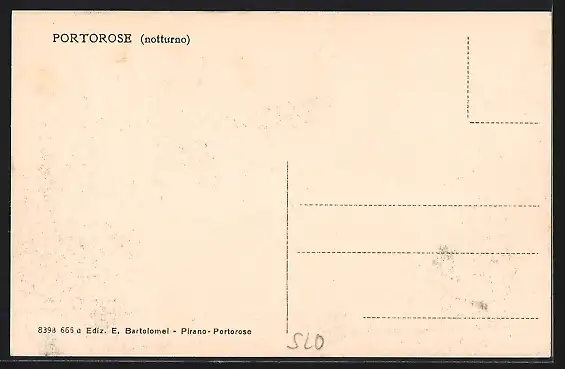 PORTOROSE (notturno)
8398 665 a Ediz. E. Bartolomei - Pirano-Portorose
SLO